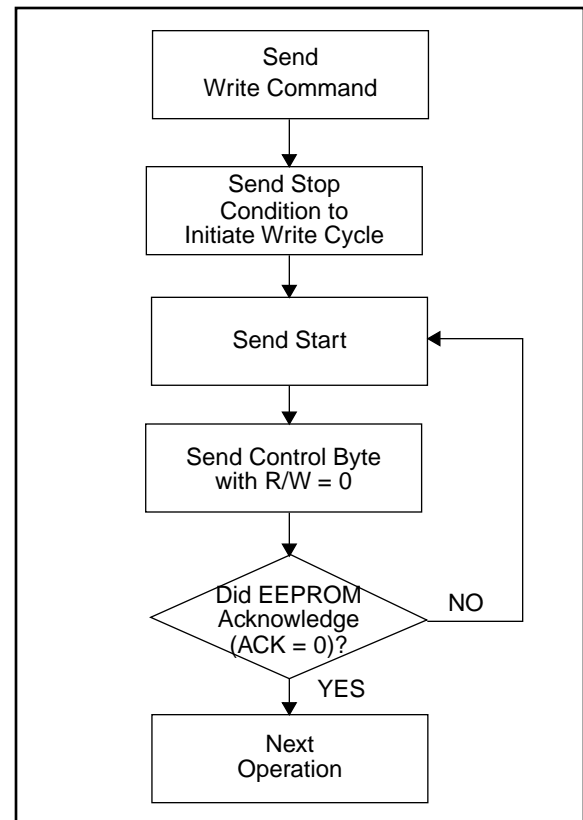 Send
Write Command
Send Stop
Condition to
Initiate Write Cycle
Send Start
Send Control Byte
with R/W = 0
Did EEPROM
Acknowledge
(ACK = 0)?
NO
YES
Next
Operation